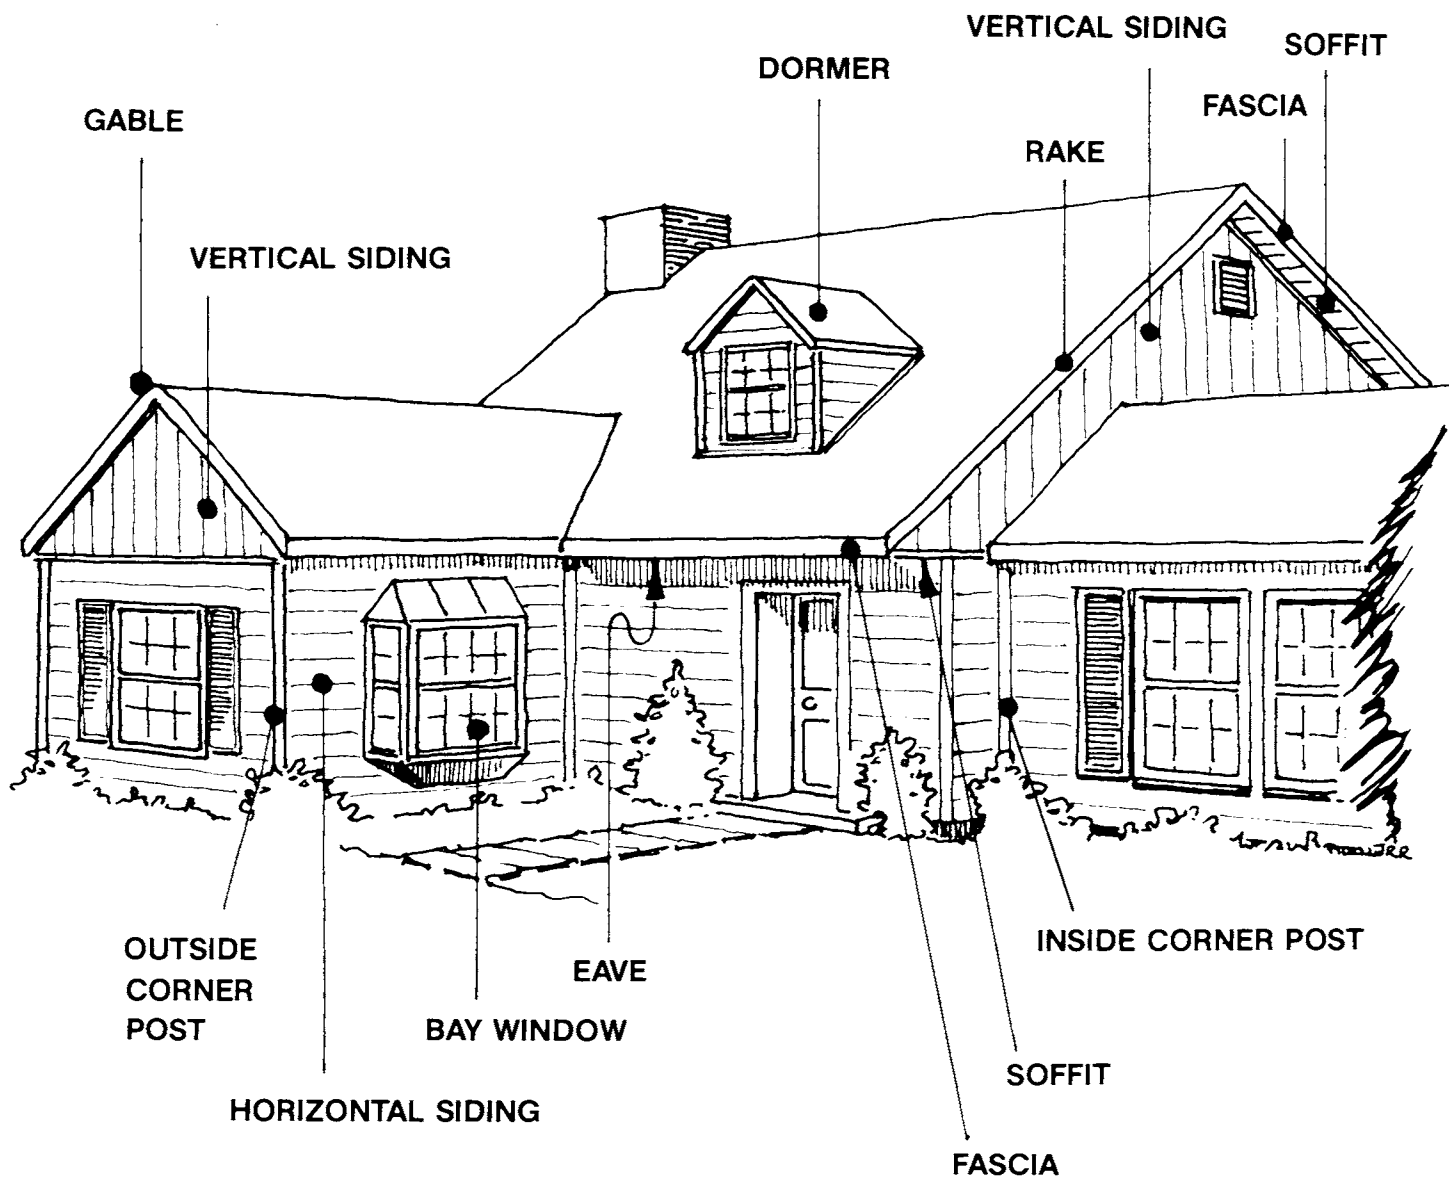 VERTICAL SIDING
SOFFIT
DORMER
FASCIA
GABLE
RAKE
VERTICAL SIDING
OUTSIDE
CORNER
POST
INSIDE CORNER POST
EAVE
BAY WINDOW
SOFFIT
HORIZONTAL SIDING
FASCIA